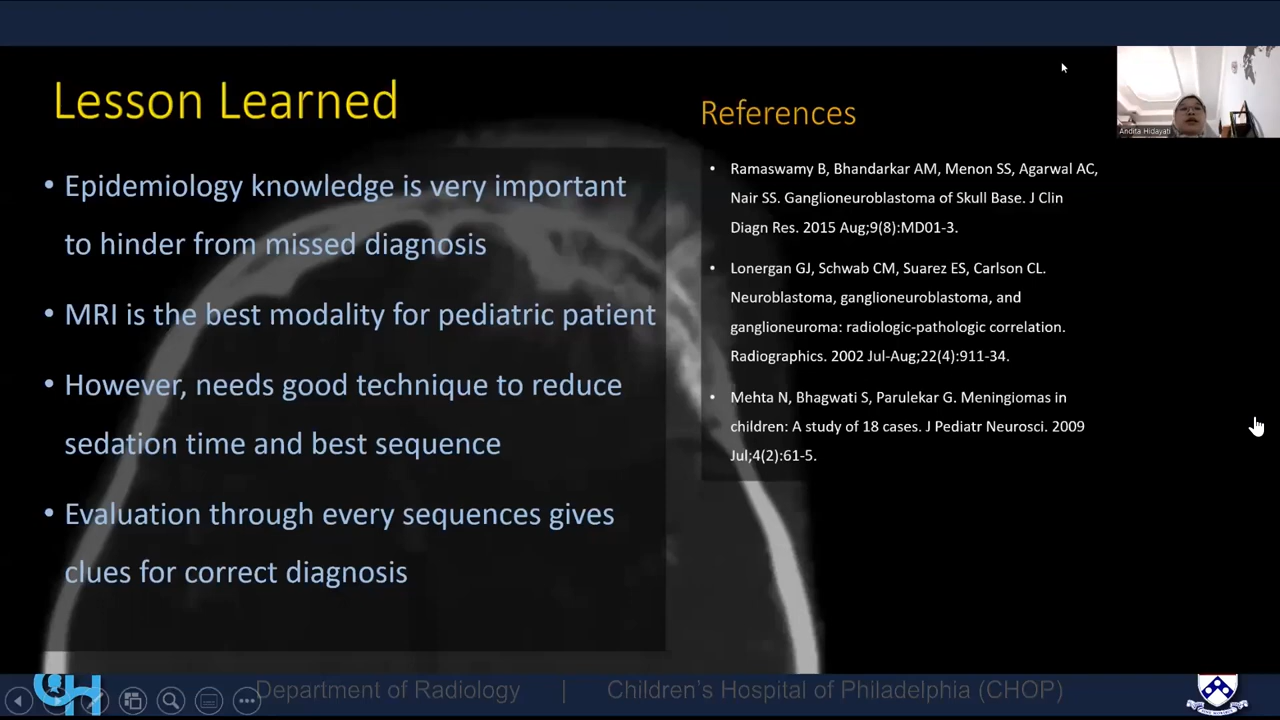 Lesson Learned
• Epidemiology knowledge is very important
to hinder from missed diagnosis
• MRI is the best modality for pediatric patient
• However, needs good technique to reduce
sedation time and best sequence
• Evaluation through every sequences gives
clues for correct diagnosis
References
• Ramaswamy B, Bhandarkar AM, Menon SS, Agarwal AC,
Nair SS. Ganglioneuroblastoma of Skull Base. J Clin
Diagn Res. 2015 Aug;9(8):MD01-3.
• Lonergan GJ, Schwab CM, Suarez ES, Carlson CL.
Neuroblastoma, ganglioneuroblastoma, and
ganglioneuroma: radiologic-pathologic correlation.
Radiographics. 2002 Jul-Aug;22(4):911-34.
• Mehta N, Bhagwati S, Parulekar G. Meningiomas in
children: A study of 18 cases. J Pediatr Neurosci. 2009
Jul;4(2):61-5.
Andita Hidayati
Department of Radiology | Children's Hospital of Philadelphia (CHOP)